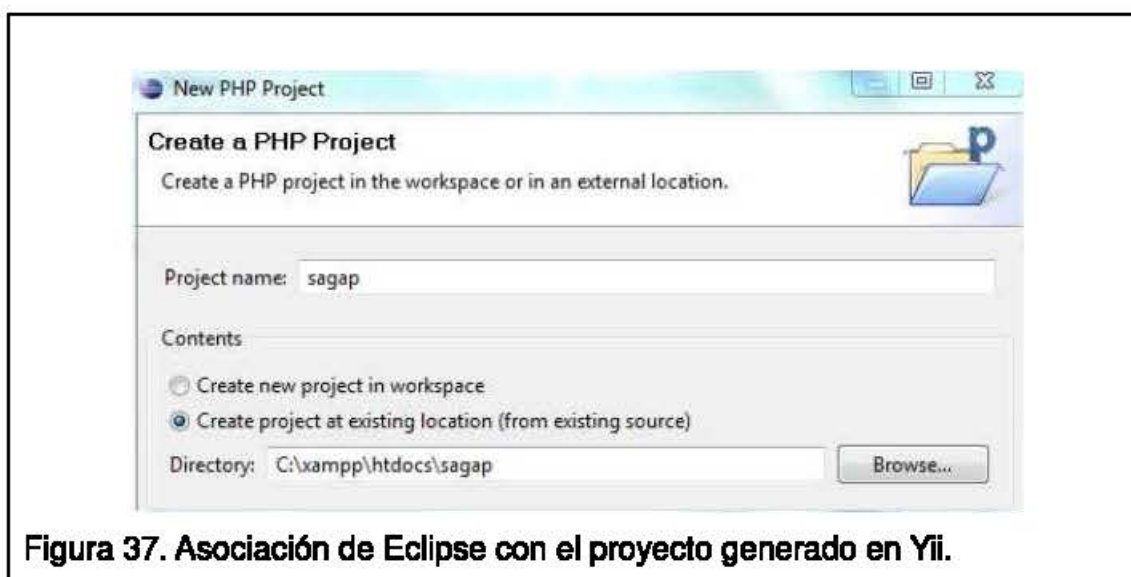 New PHP Project
Create a PHP Project
Create a PHP project in the workspace or in an external location.
Project name: sagap
Contents
Create new project in workspace
Create project at existing location (from existing source)
Directory: C:\xampp\htdocs\sagap Browse...
Figura 37. Asociación de Eclipse con el proyecto generado en Yii.